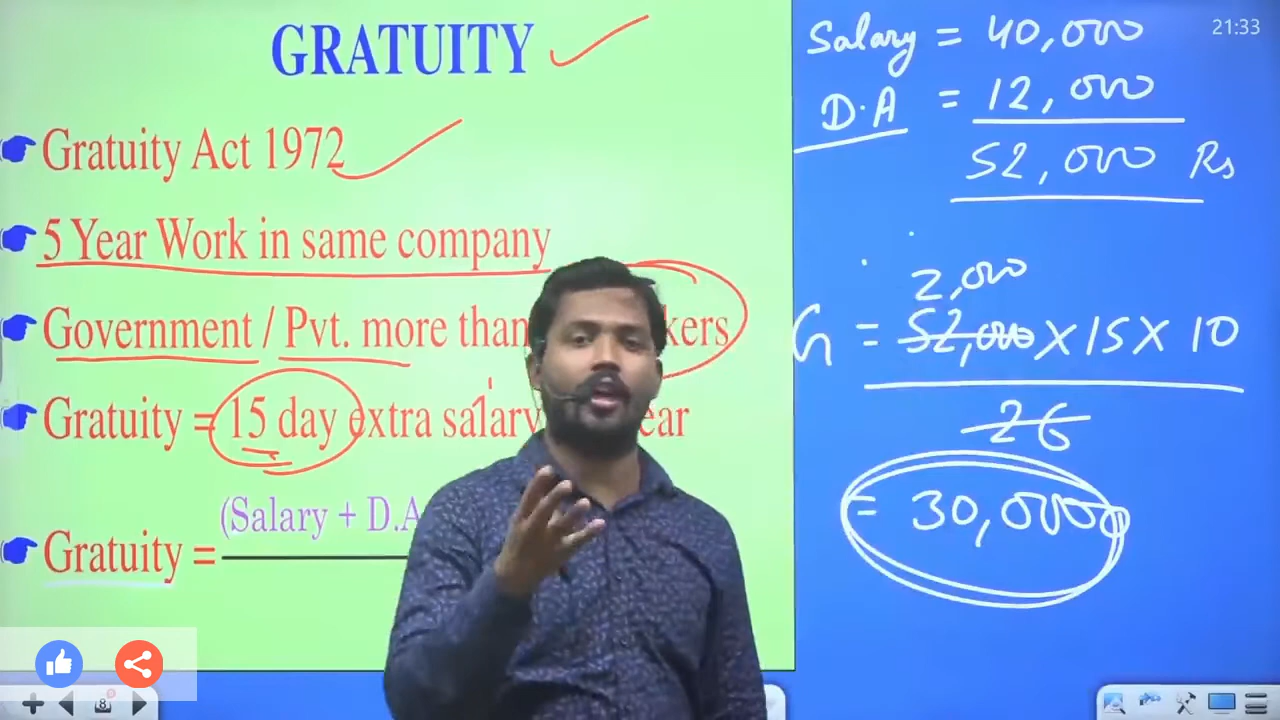 GRATUITY
Gratuity Act 1972
5 Year Work in same company
Government / Pvt. more than
Gratuity = 15 day extra salary
Gratuity = (Salary + D.A
Salary = 40,000
D.A = 12,000
52,000 Rs
2,000
G = 52,000 X 15 X 10
26
= 30,000
21:33
8